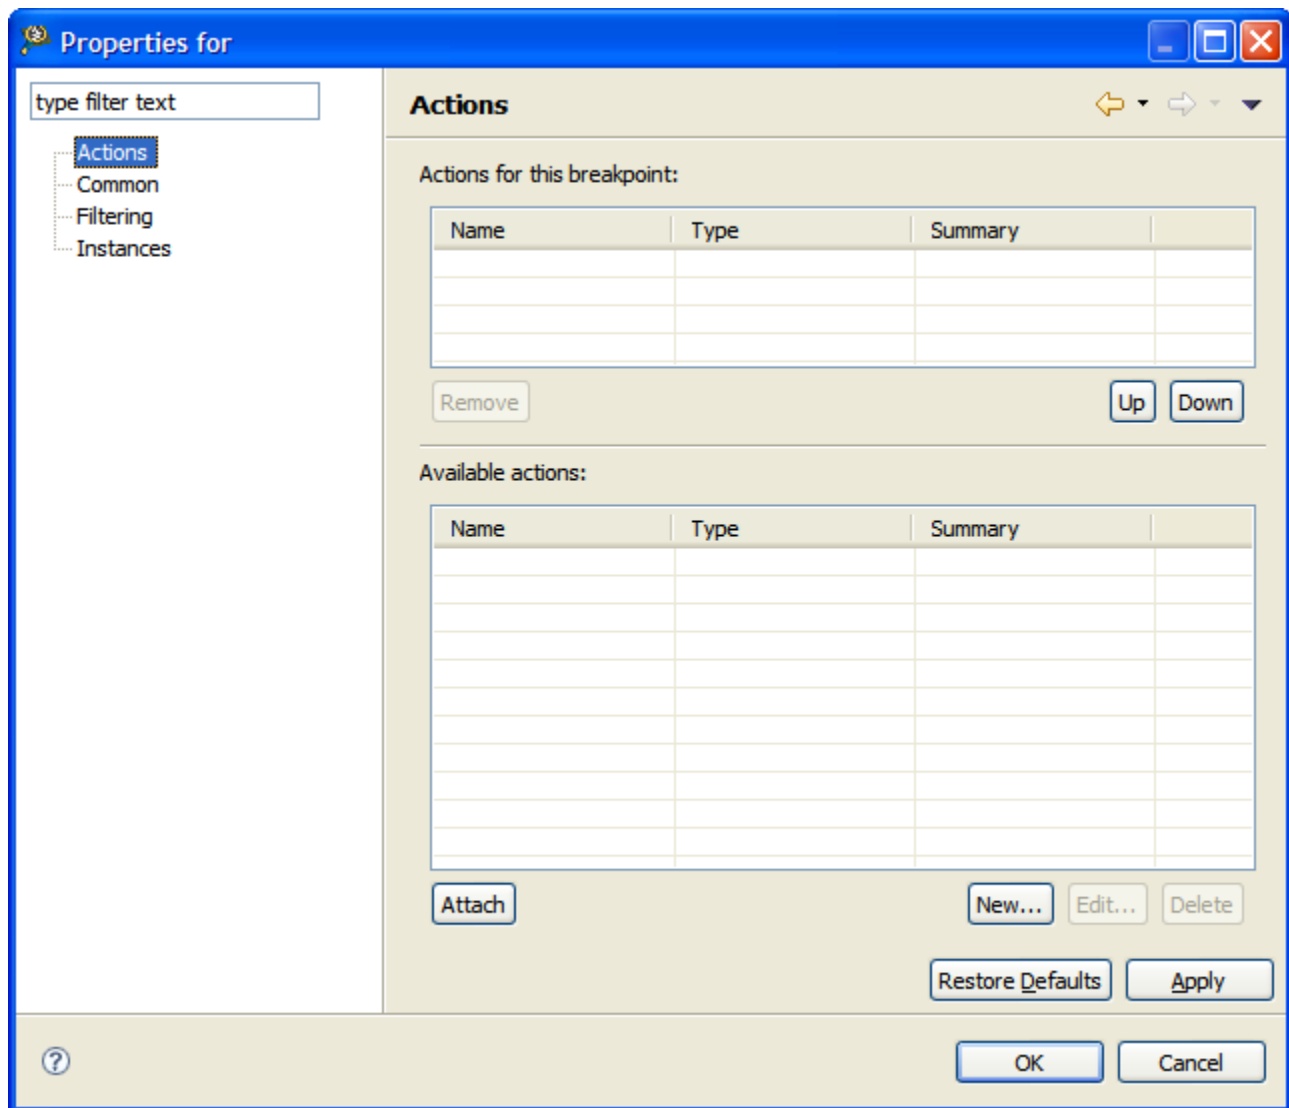 Properties for
type filter text
Actions
Common
Filtering
Instances
Actions
Actions for this breakpoint:
Name Type Summary
Remove Up Down
Available actions:
Name Type Summary
Attach New... Edit... Delete
Restore Defaults Apply
OK Cancel